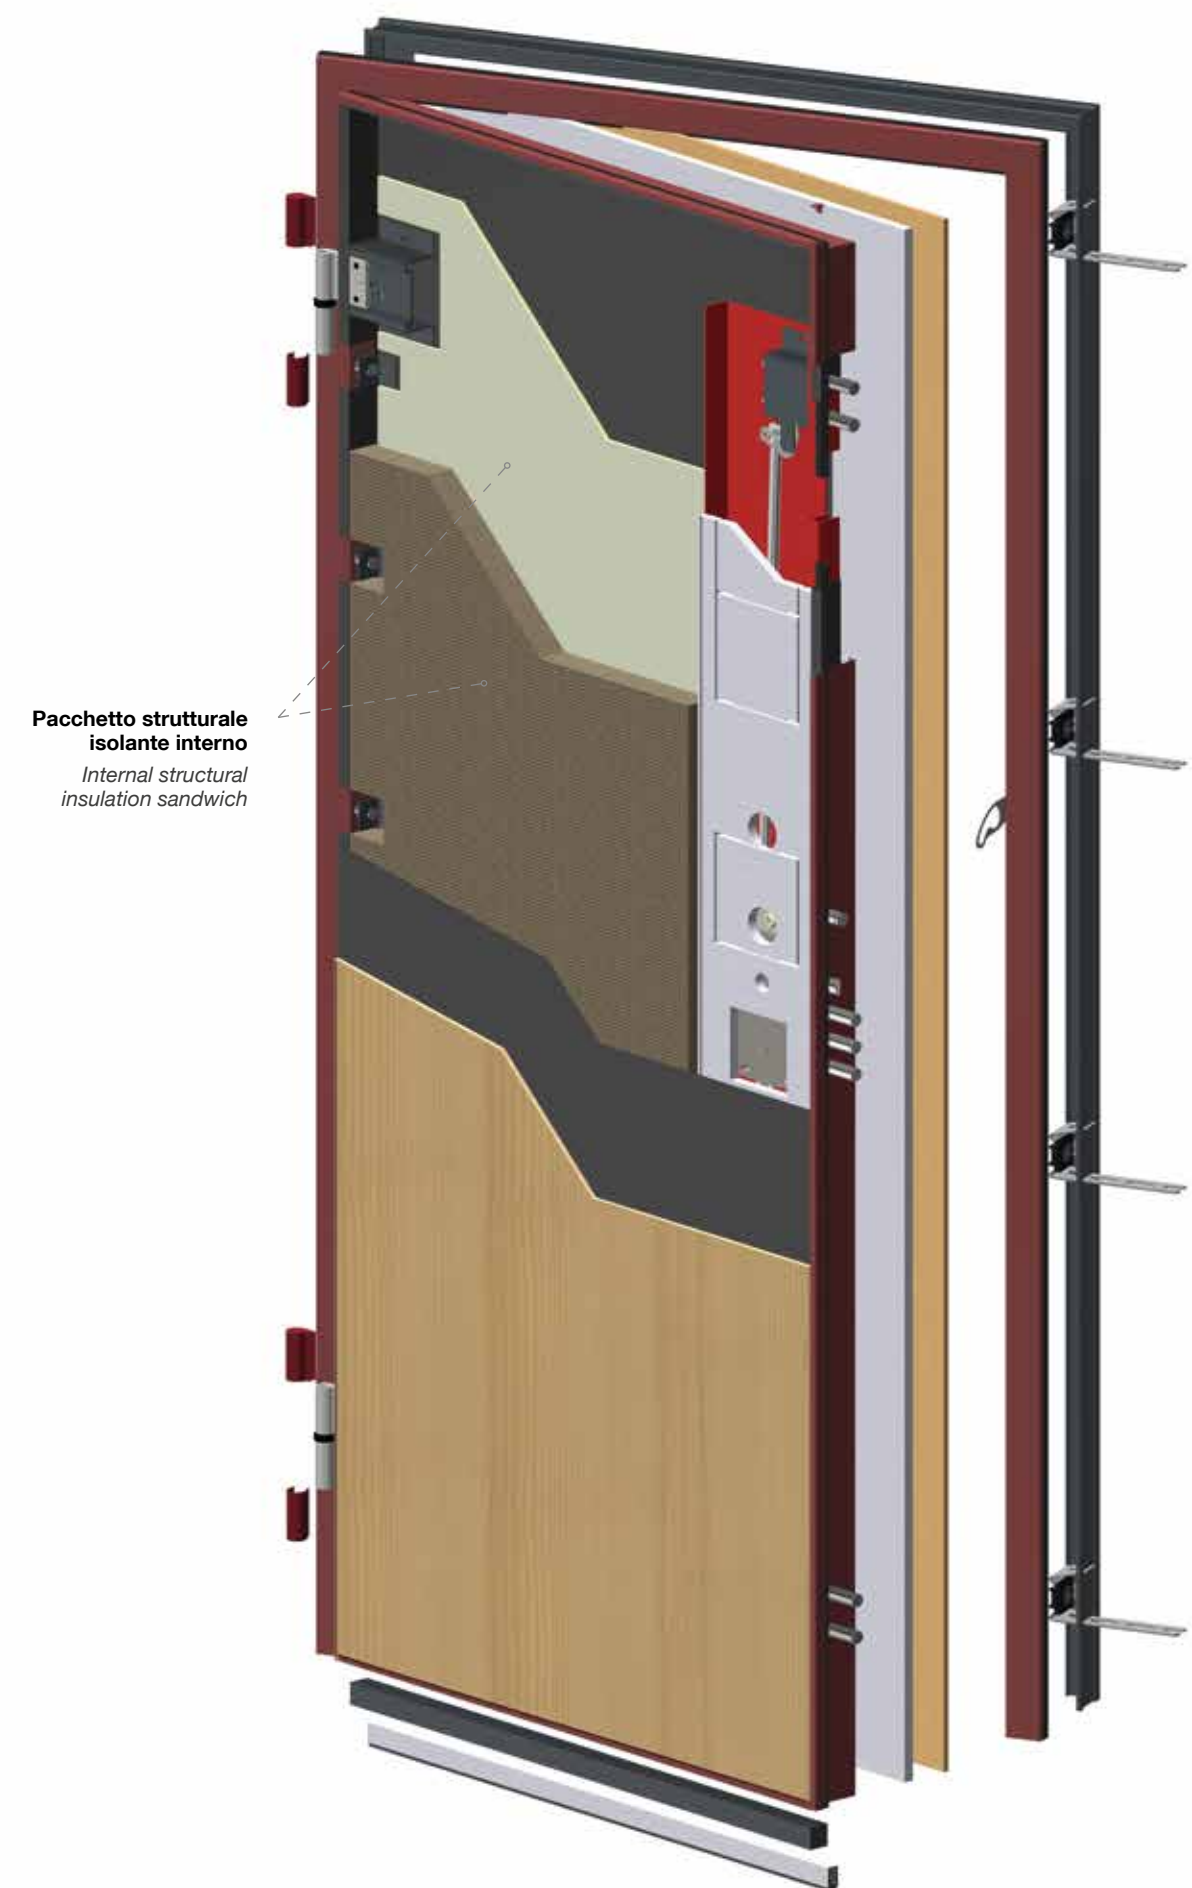 Pacchetto strutturale
isolante interno
Internal structural
insulation sandwich